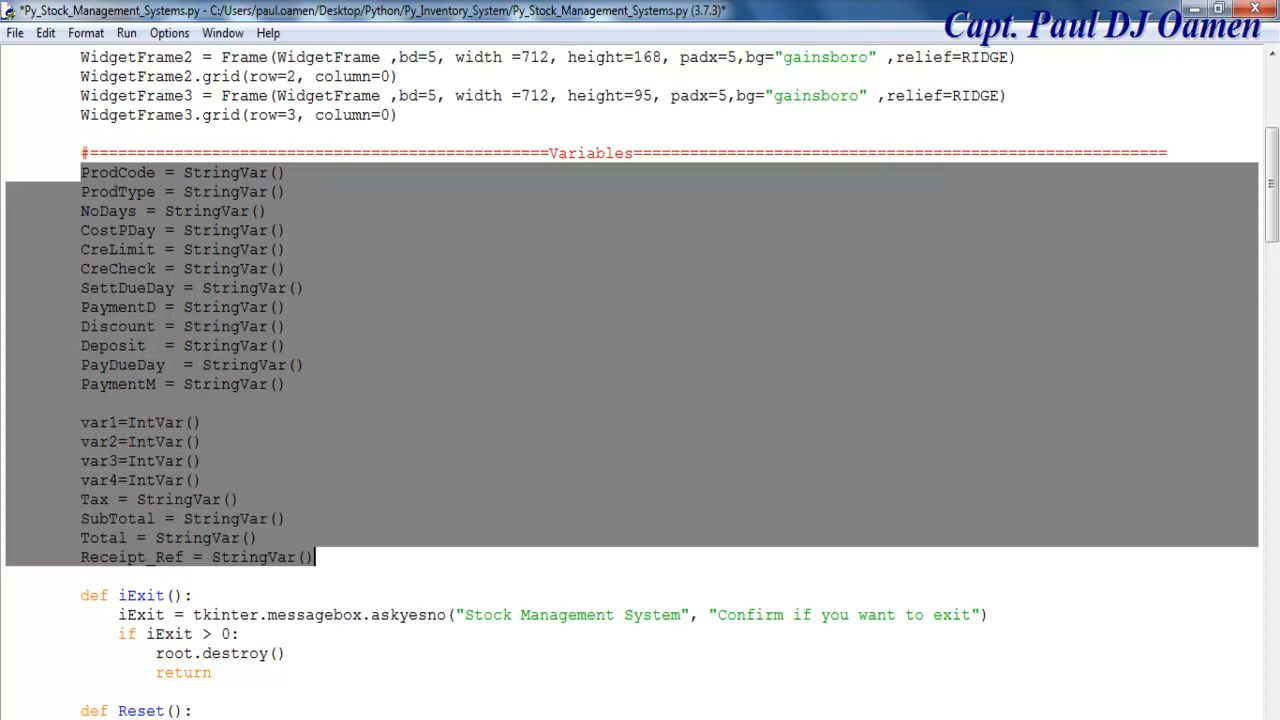 *Py_Stock_Management_Systems.py - C:/Users/paul.oamen/Desktop/Python/Py_Inventory_System/Py_Stock_Management_Systems.py (3.7.3)*
Capt. Paul DJ Oamen
File Edit Format Run Options Window Help
WidgetFrame2 = Frame(WidgetFrame ,bd=5, width =712, height=168, padx=5,bg="gainsboro" ,relief=RIDGE)
WidgetFrame2.grid(row=2, column=0)
WidgetFrame3 = Frame(WidgetFrame ,bd=5, width =712, height=95, padx=5,bg="gainsboro" ,relief=RIDGE)
WidgetFrame3.grid(row=3, column=0)
#=================================================Variables=========================================================
ProdCode = StringVar()
ProdType = StringVar()
NoDays = StringVar()
CostPDay = StringVar()
CreLimit = StringVar()
CreCheck = StringVar()
SettDueDay = StringVar()
PaymentD = StringVar()
Discount = StringVar()
Deposit  = StringVar()
PayDueDay  = StringVar()
PaymentM = StringVar()
var1=IntVar()
var2=IntVar()
var3=IntVar()
var4=IntVar()
Tax = StringVar()
SubTotal = StringVar()
Total = StringVar()
Receipt_Ref = StringVar()
def iExit():
iExit = tkinter.messagebox.askyesno("Stock Management System", "Confirm if you want to exit")
if iExit > 0:
root.destroy()
return
def Reset():